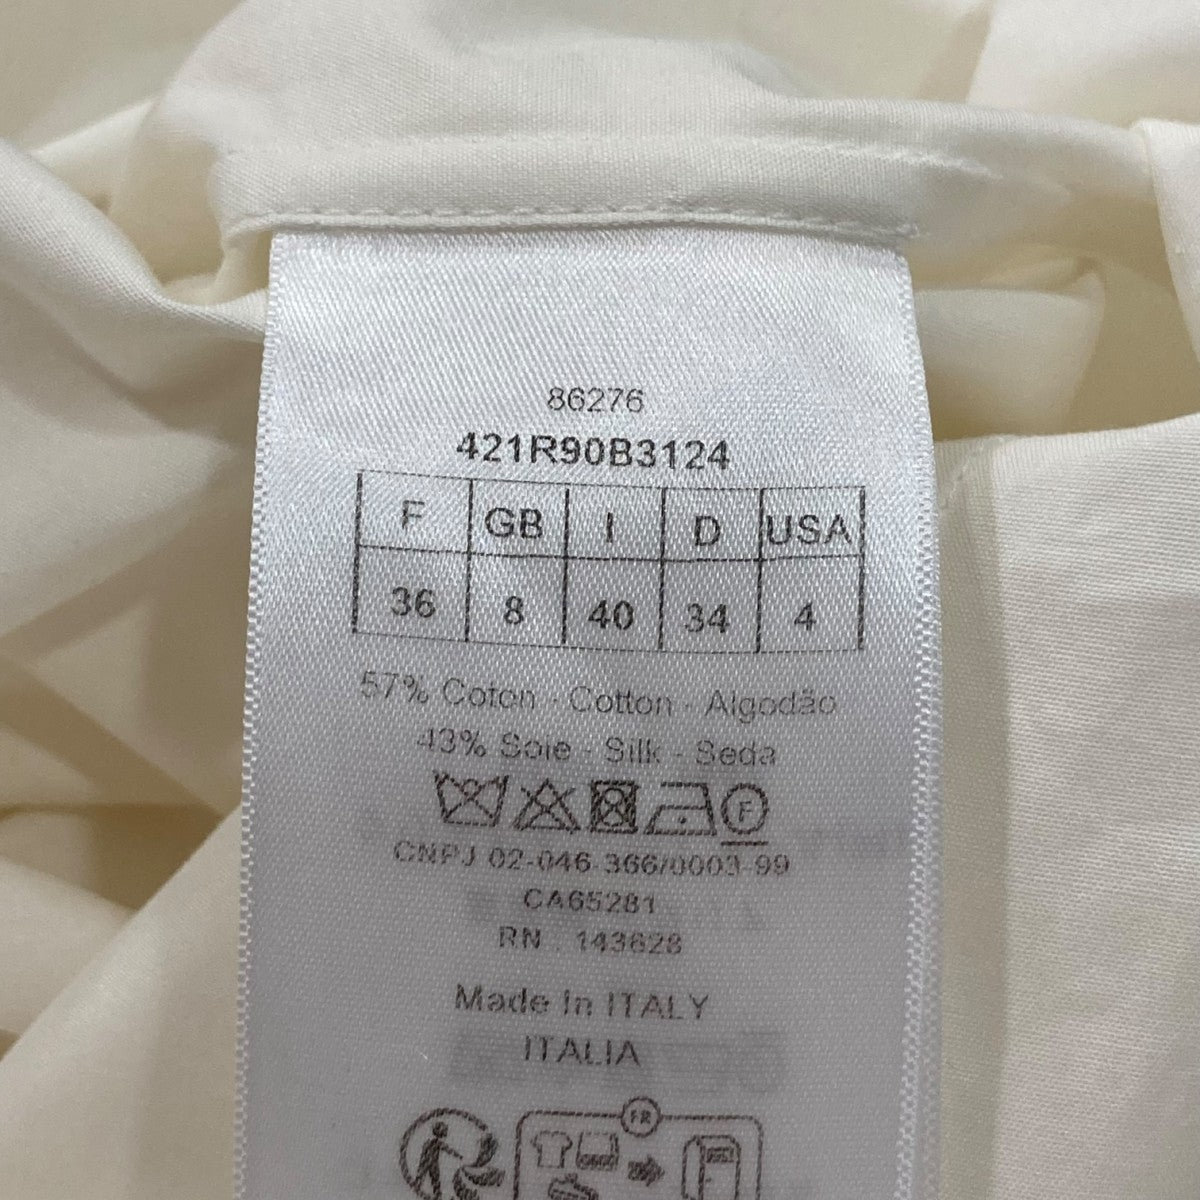 86276
421R90B3124
F GB I D USA
36 8 40 34 4
57% Coton - Cotton - Algodão
43% Soie - Silk - Seda
F
CNPJ 02-046-366/0003-99
CA65281
RN : 143628
Made In ITALY
ITALIA
FR